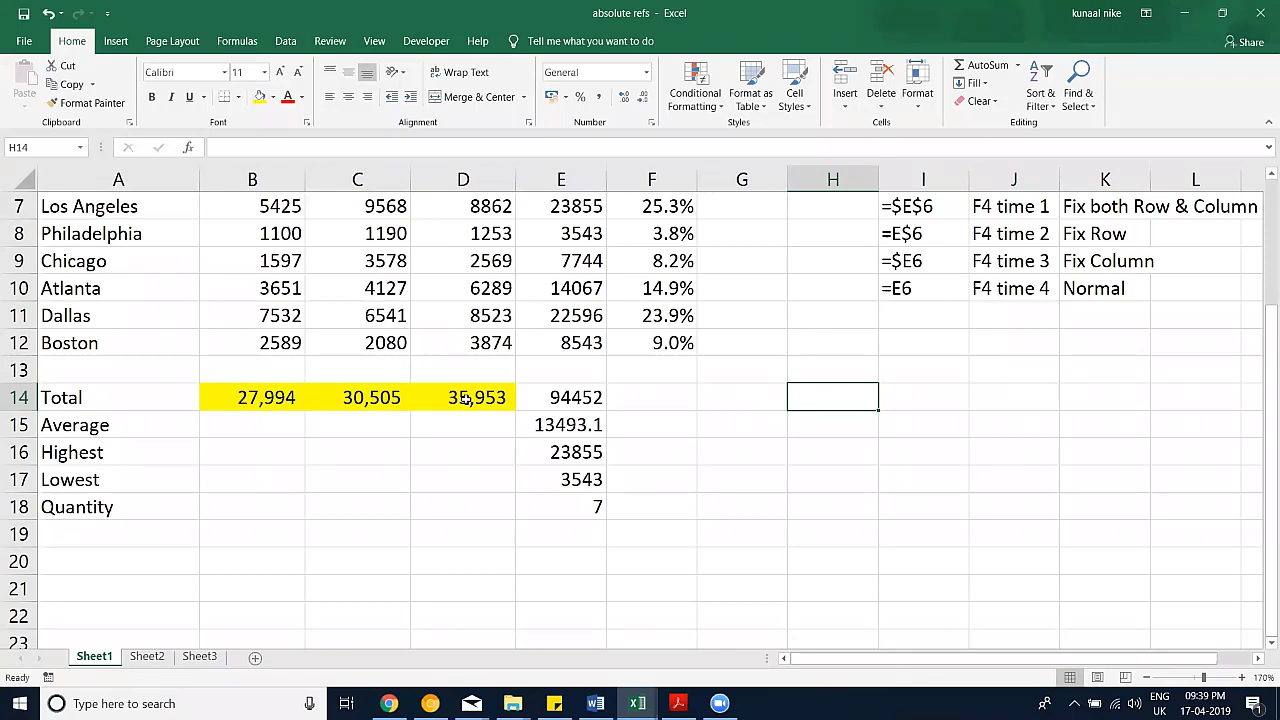 absolute refs - Excel
kunaal nike
File Home Insert Page Layout Formulas Data Review View Developer Help Tell me what you want to do Share
Paste
Cut
Copy
Format Painter
Clipboard
Calibri 11
B I U
Font
Wrap Text
Merge & Center
Alignment
General
Number
Conditional Formatting
Format as Table
Cell Styles
Styles
Insert Delete Format
Cells
AutoSum
Fill
Clear
Sort & Filter
Find & Select
Editing
H14
fx
A B C D E F G H I J K L
7 Los Angeles 5425 9568 8862 23855 25.3% =$E$6 F4 time 1 Fix both Row & Column
8 Philadelphia 1100 1190 1253 3543 3.8% =E$6 F4 time 2 Fix Row
9 Chicago 1597 3578 2569 7744 8.2% =$E6 F4 time 3 Fix Column
10 Atlanta 3651 4127 6289 14067 14.9% =E6 F4 time 4 Normal
11 Dallas 7532 6541 8523 22596 23.9%
12 Boston 2589 2080 3874 8543 9.0%
13
14 Total 27,994 30,505 35,953 94452
15 Average 13493.1
16 Highest 23855
17 Lowest 3543
18 Quantity 7
19
20
21
22
23
Sheet1 Sheet2 Sheet3
Ready
170%
Type here to search
ENG
UK
09:39 PM
17-04-2019